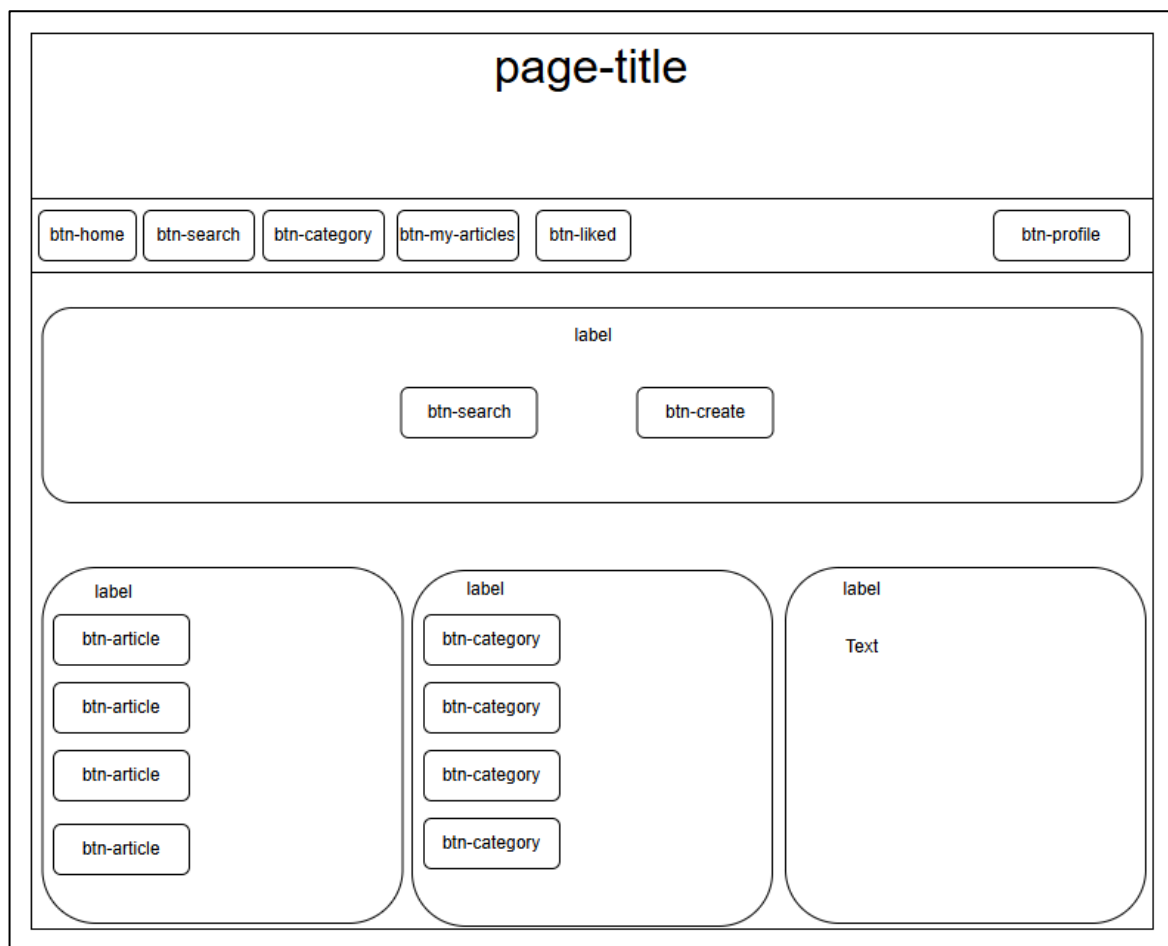 page-title
btn-home btn-search btn-category btn-my-articles btn-liked btn-profile
label
btn-search btn-create
label
btn-article
btn-article
btn-article
btn-article
label
btn-category
btn-category
btn-category
btn-category
label
Text